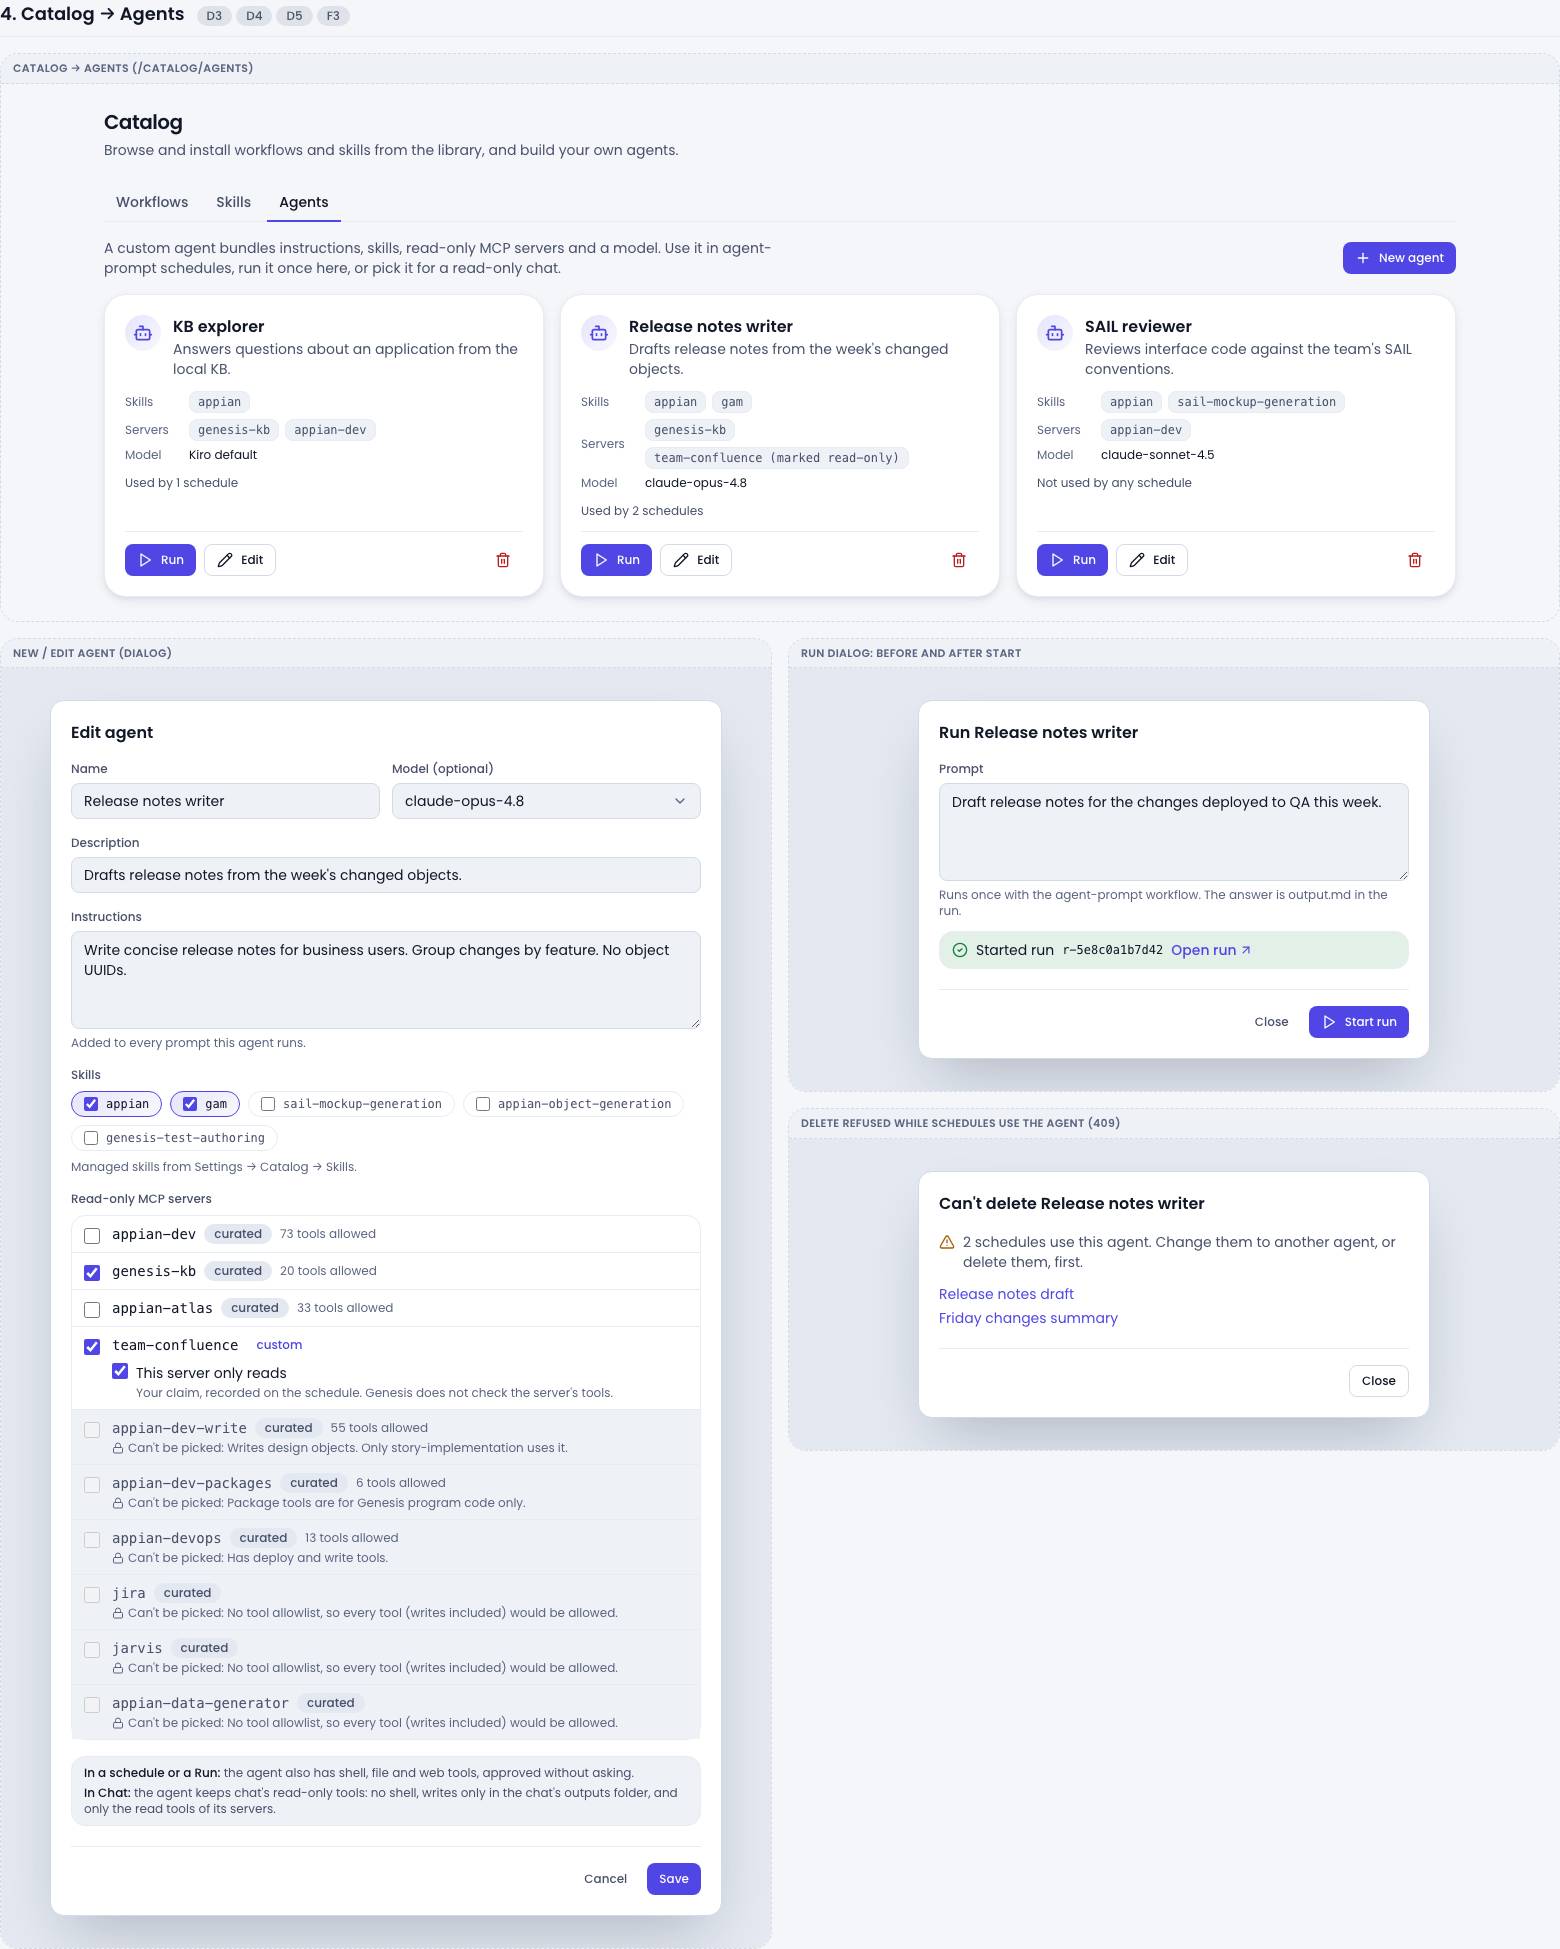 4. Catalog → Agents D3 D4 D5 F3
CATALOG → AGENTS (/CATALOG/AGENTS)
Catalog
Browse and install workflows and skills from the library, and build your own agents.
Workflows Skills Agents
A custom agent bundles instructions, skills, read-only MCP servers and a model. Use it in agent-
prompt schedules, run it once here, or pick it for a read-only chat.
New agent
KB explorer
Answers questions about an application from the
local KB.
Skills appian
Servers genesis-kb appian-dev
Model Kiro default
Used by 1 schedule
Run Edit
Release notes writer
Drafts release notes from the week's changed
objects.
Skills appian gam
Servers genesis-kb
team-confluence (marked read-only)
Model claude-opus-4.8
Used by 2 schedules
Run Edit
SAIL reviewer
Reviews interface code against the team's SAIL
conventions.
Skills appian sail-mockup-generation
Servers appian-dev
Model claude-sonnet-4.5
Not used by any schedule
Run Edit
NEW / EDIT AGENT (DIALOG)
Edit agent
Name Model (optional)
Release notes writer claude-opus-4.8
Description
Drafts release notes from the week's changed objects.
Instructions
Write concise release notes for business users. Group changes by feature. No object
UUIDs.
Added to every prompt this agent runs.
Skills
appian gam sail-mockup-generation appian-object-generation
genesis-test-authoring
Managed skills from Settings → Catalog → Skills.
Read-only MCP servers
appian-dev curated 73 tools allowed
genesis-kb curated 20 tools allowed
appian-atlas curated 33 tools allowed
team-confluence custom
This server only reads
Your claim, recorded on the schedule. Genesis does not check the server's tools.
appian-dev-write curated 55 tools allowed
Can't be picked: Writes design objects. Only story-implementation uses it.
appian-dev-packages curated 6 tools allowed
Can't be picked: Package tools are for Genesis program code only.
appian-devops curated 13 tools allowed
Can't be picked: Has deploy and write tools.
jira curated
Can't be picked: No tool allowlist, so every tool (writes included) would be allowed.
jarvis curated
Can't be picked: No tool allowlist, so every tool (writes included) would be allowed.
appian-data-generator curated
Can't be picked: No tool allowlist, so every tool (writes included) would be allowed.
In a schedule or a Run: the agent also has shell, file and web tools, approved without asking.
In Chat: the agent keeps chat's read-only tools: no shell, writes only in the chat's outputs folder, and
only the read tools of its servers.
Cancel Save
RUN DIALOG: BEFORE AND AFTER START
Run Release notes writer
Prompt
Draft release notes for the changes deployed to QA this week.
Runs once with the agent-prompt workflow. The answer is output.md in the
run.
Started run r-5e8c0a1b7d42 Open run ↗
Close Start run
DELETE REFUSED WHILE SCHEDULES USE THE AGENT (409)
Can't delete Release notes writer
2 schedules use this agent. Change them to another agent, or
delete them, first.
Release notes draft
Friday changes summary
Close